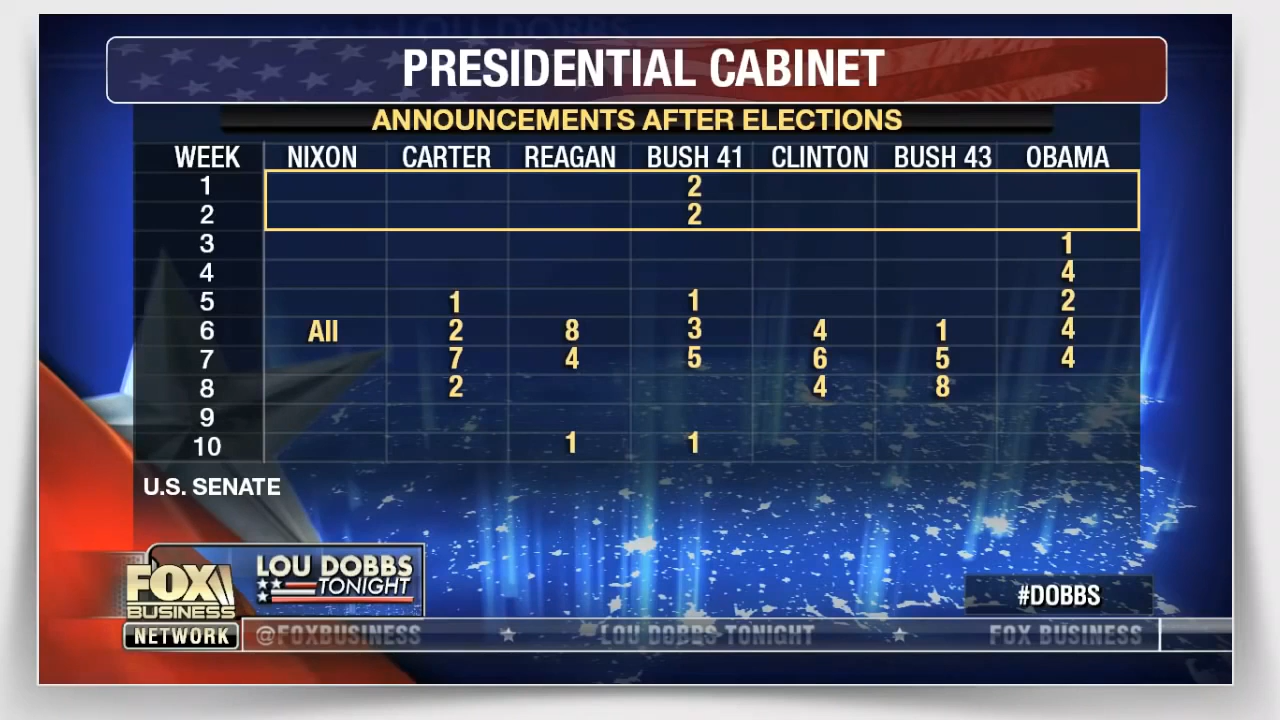 PRESIDENTIAL CABINET
ANNOUNCEMENTS AFTER ELECTIONS
WEEK NIXON CARTER REAGAN BUSH 41 CLINTON BUSH 43 OBAMA
1 2
2 2
3 1
4 4
5 1 1 2
6 All 2 8 3 4 1 4
7 7 4 5 6 5 4
8 2 4 8
9
10 1 1
U.S. SENATE
FOX BUSINESS NETWORK
LOU DOBBS TONIGHT
#DOBBS
@FOXBUSINESS LOU DOBBS TONIGHT FOX BUSINESS